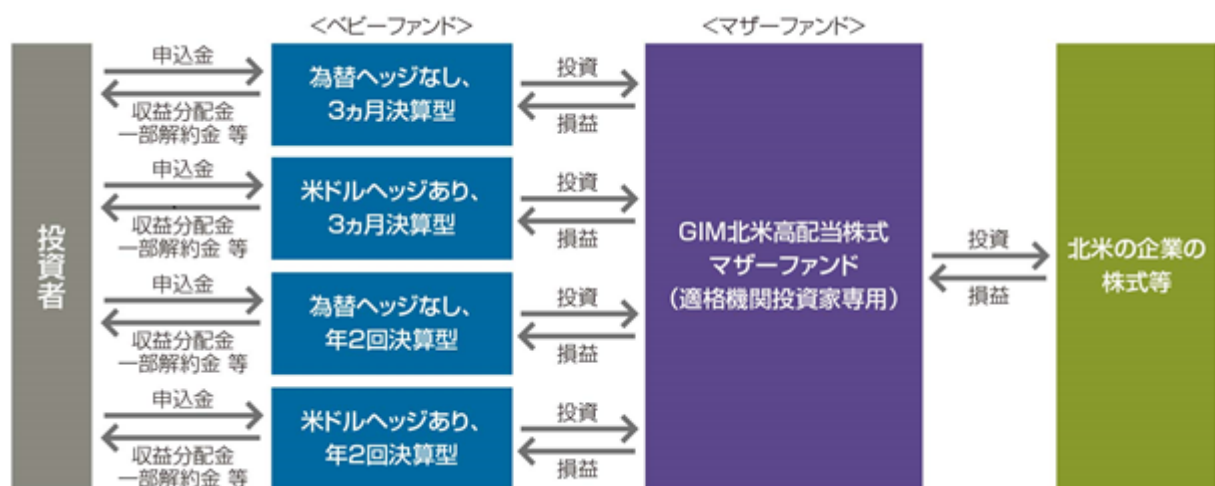 <ベビーファンド>
<マザーファンド>
投資者
申込金
収益分配金
一部解約金 等
為替ヘッジなし、
3ヵ月決算型
投資
損益
申込金
収益分配金
一部解約金 等
米ドルヘッジあり、
3ヵ月決算型
投資
損益
申込金
収益分配金
一部解約金 等
為替ヘッジなし、
年2回決算型
投資
損益
申込金
収益分配金
一部解約金 等
米ドルヘッジあり、
年2回決算型
投資
損益
GIM北米高配当株式
マザーファンド
(適格機関投資家専用)
投資
損益
北米の企業の
株式等